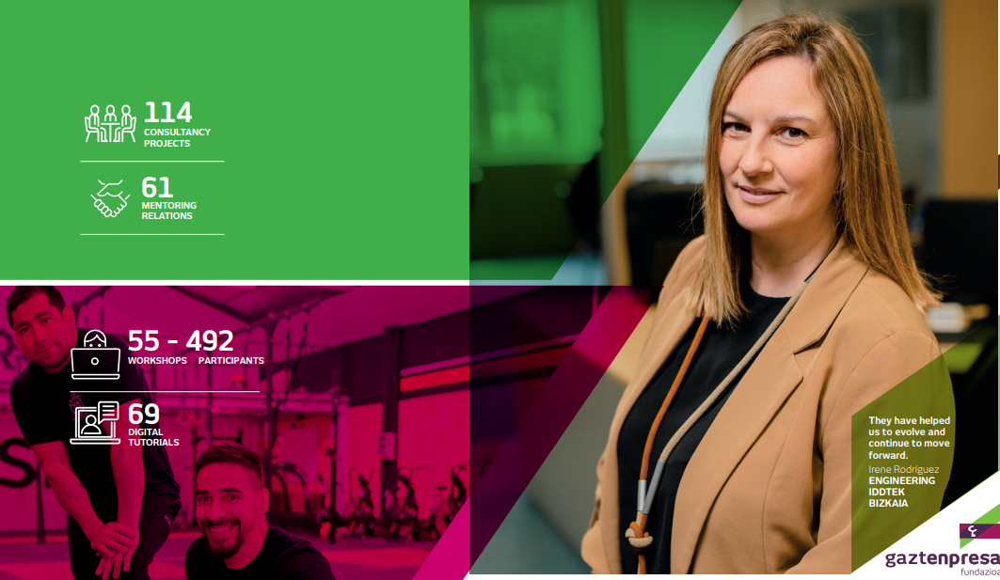 114
CONSULTANCY
PROJECTS
61
MENTORING
RELATIONS
55 - 492
WORKSHOPS PARTICIPANTS
69
DIGITAL
TUTORIALS
They have helped
us to evolve and
continue to move
forward.
Irene Rodríguez
ENGINEERING
IDDTEK
BIZKAIA
gaztenpresa
fundazioa